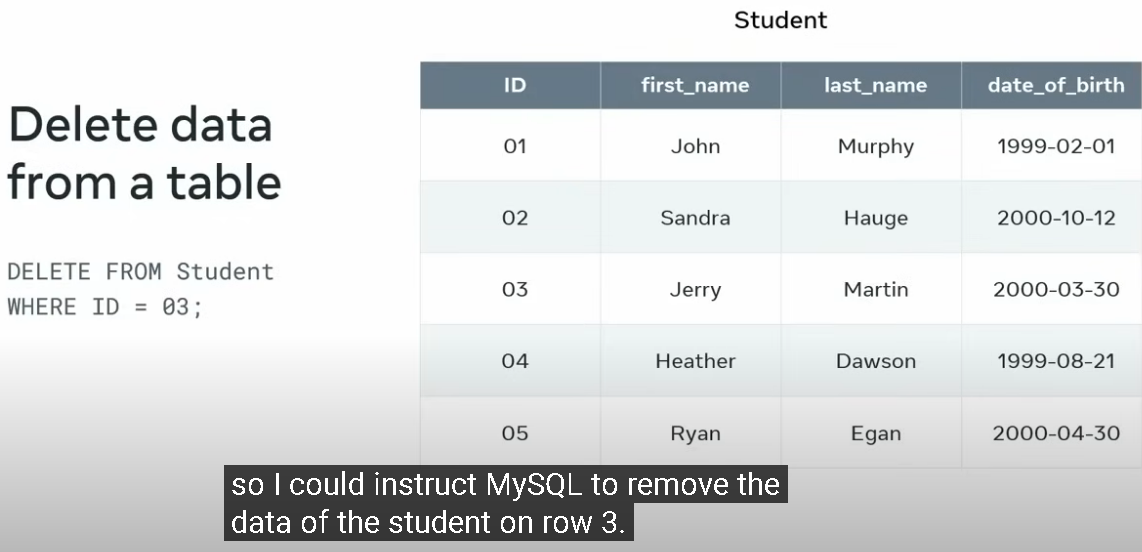 Student
Delete data
from a table
DELETE FROM Student
WHERE ID = 03;
ID first_name last_name date_of_birth
01 John Murphy 1999-02-01
02 Sandra Hauge 2000-10-12
03 Jerry Martin 2000-03-30
04 Heather Dawson 1999-08-21
05 Ryan Egan 2000-04-30
so I could instruct MySQL to remove the
data of the student on row 3.